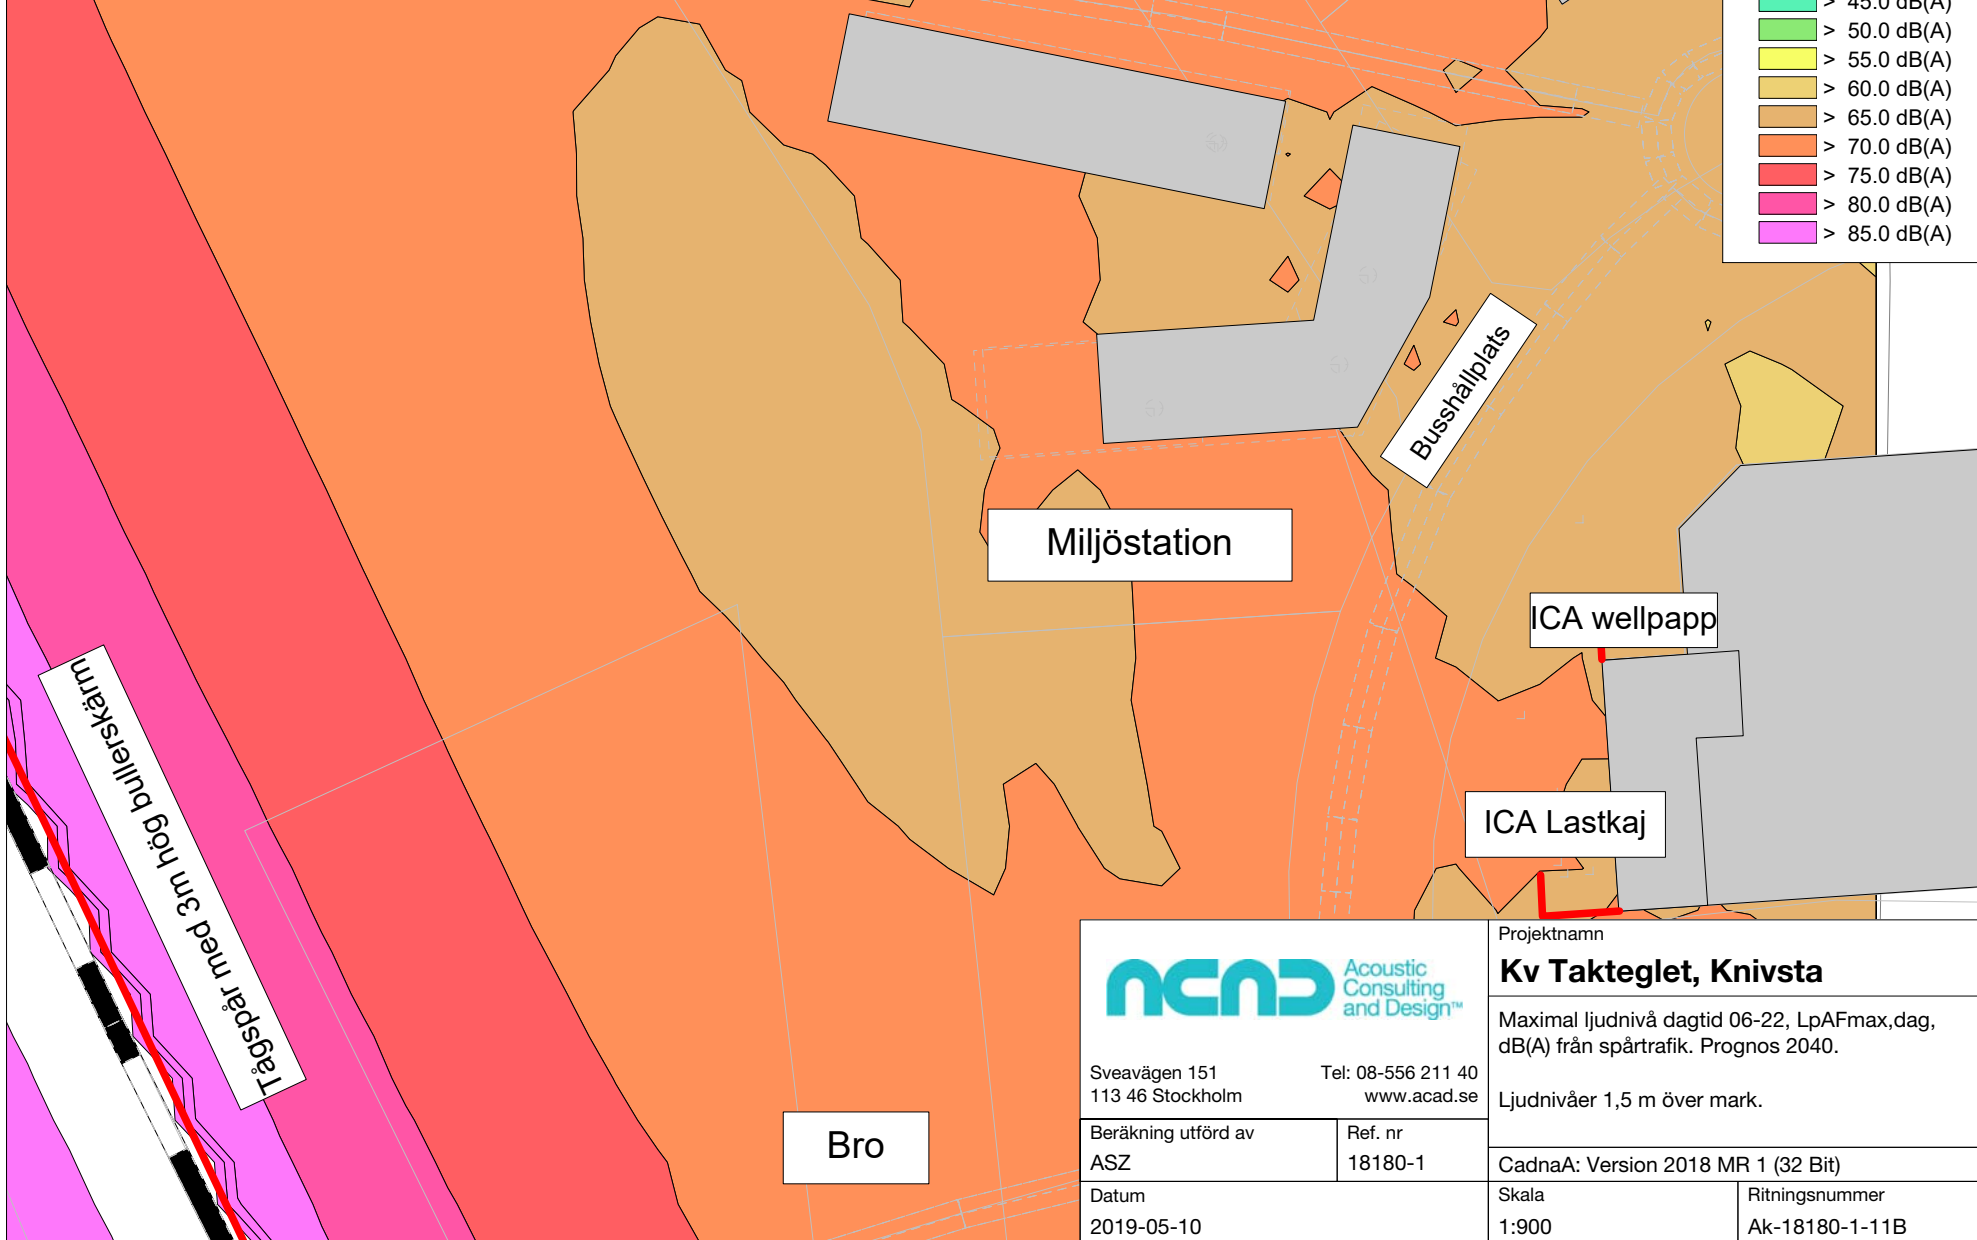 > 45.0 dB(A)
> 50.0 dB(A)
> 55.0 dB(A)
> 60.0 dB(A)
> 65.0 dB(A)
> 70.0 dB(A)
> 75.0 dB(A)
> 80.0 dB(A)
> 85.0 dB(A)
Busshållplats
Miljöstation
ICA wellpapp
ICA Lastkaj
Tågspår med 3m hög bullerskärm
Bro
ACAD
Acoustic
Consulting
and Design™
Sveavägen 151
113 46 Stockholm
Tel: 08-556 211 40
www.acad.se
Beräkning utförd av
ASZ
Ref. nr
18180-1
Datum
2019-05-10
Projektnamn
Kv Takteglet, Knivsta
Maximal ljudnivå dagtid 06-22, LpAFmax,dag,
dB(A) från spårtrafik. Prognos 2040.
Ljudnivåer 1,5 m över mark.
CadnaA: Version 2018 MR 1 (32 Bit)
Skala
1:900
Ritningsnummer
Ak-18180-1-11B